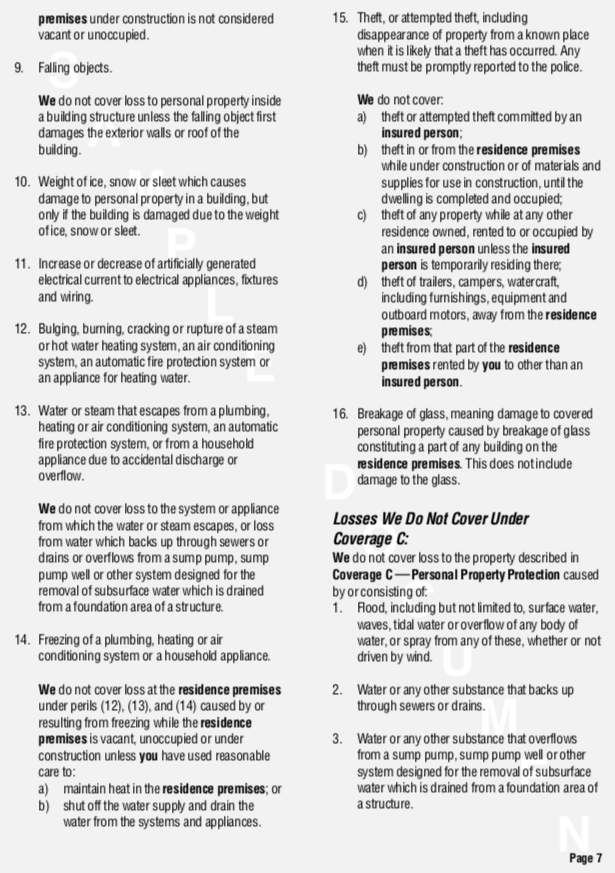 premises under construction is not considered
vacant or unoccupied.
9. Falling objects.
We do not cover loss to personal property inside
a building structure unless the falling object first
damages the exterior walls or roof of the
building.
10. Weight of ice, snow or sleet which causes
damage to personal property in a building, but
only if the building is damaged due to the weight
of ice, snow or sleet.
11. Increase or decrease of artificially generated
electrical current to electrical appliances, fixtures
and wiring.
12. Bulging, burning, cracking or rupture of a steam
or hot water heating system, an air conditioning
system, an automatic fire protection system or
an appliance for heating water.
13. Water or steam that escapes from a plumbing,
heating or air conditioning system, an automatic
fire protection system, or from a household
appliance due to accidental discharge or
overflow.
We do not cover loss to the system or appliance
from which the water or steam escapes, or loss
from water which backs up through sewers or
drains or overflows from a sump pump, sump
pump well or other system designed for the
removal of subsurface water which is drained
from a foundation area of a structure.
14. Freezing of a plumbing, heating or air
conditioning system or a household appliance.
We do not cover loss at the residence premises
under perils (12), (13), and (14) caused by or
resulting from freezing while the residence
premises is vacant, unoccupied or under
construction unless you have used reasonable
care to:
a) maintain heat in the residence premises; or
b) shut off the water supply and drain the
water from the systems and appliances.
15. Theft, or attempted theft, including
disappearance of property from a known place
when it is likely that a theft has occurred. Any
theft must be promptly reported to the police.
We do not cover:
a) theft or attempted theft committed by an
insured person;
b) theft in or from the residence premises
while under construction or of materials and
supplies for use in construction, until the
dwelling is completed and occupied;
c) theft of any property while at any other
residence owned, rented to or occupied by
an insured person unless the insured
person is temporarily residing there;
d) theft of trailers, campers, watercraft,
including furnishings, equipment and
outboard motors, away from the residence
premises;
e) theft from that part of the residence
premises rented by you to other than an
insured person.
16. Breakage of glass, meaning damage to covered
personal property caused by breakage of glass
constituting a part of any building on the
residence premises. This does not include
damage to the glass.
Losses We Do Not Cover Under
Coverage C:
We do not cover loss to the property described in
Coverage C—Personal Property Protection caused
by or consisting of:
1. Flood, including but not limited to, surface water,
waves, tidal water or overflow of any body of
water, or spray from any of these, whether or not
driven by wind.
2. Water or any other substance that backs up
through sewers or drains.
3. Water or any other substance that overflows
from a sump pump, sump pump well or other
system designed for the removal of subsurface
water which is drained from a foundation area of
a structure.
Page 7